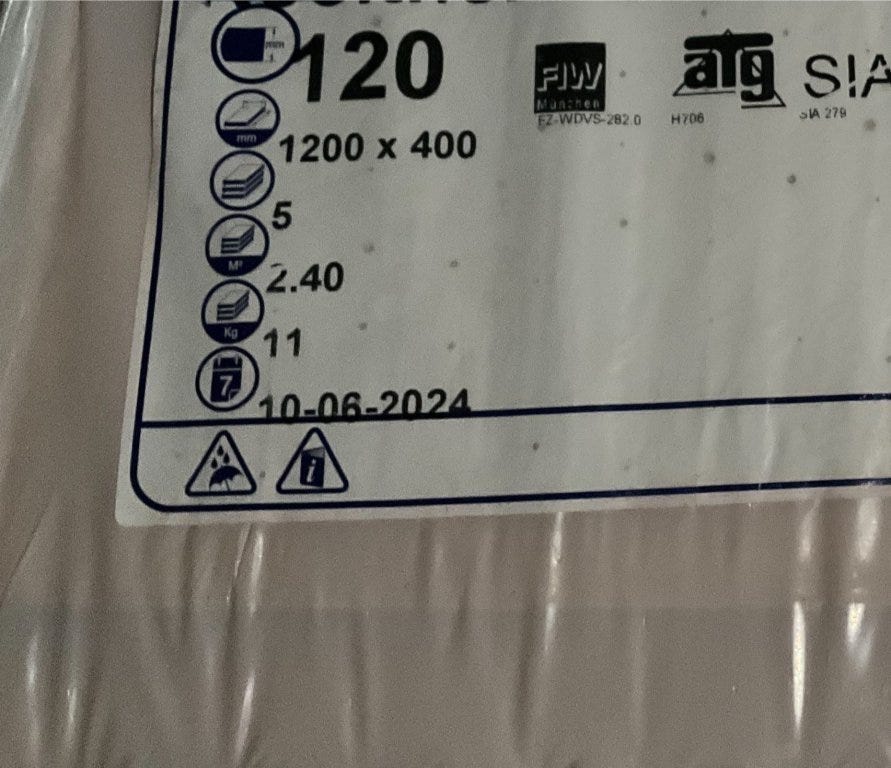 mm
120
FIW
München
FZ-WDVS-282.0
aTg
H706
SIA
SIA 279
mm
1200 x 400
5
M²
2.40
Kg
11
7
10-06-2024
i